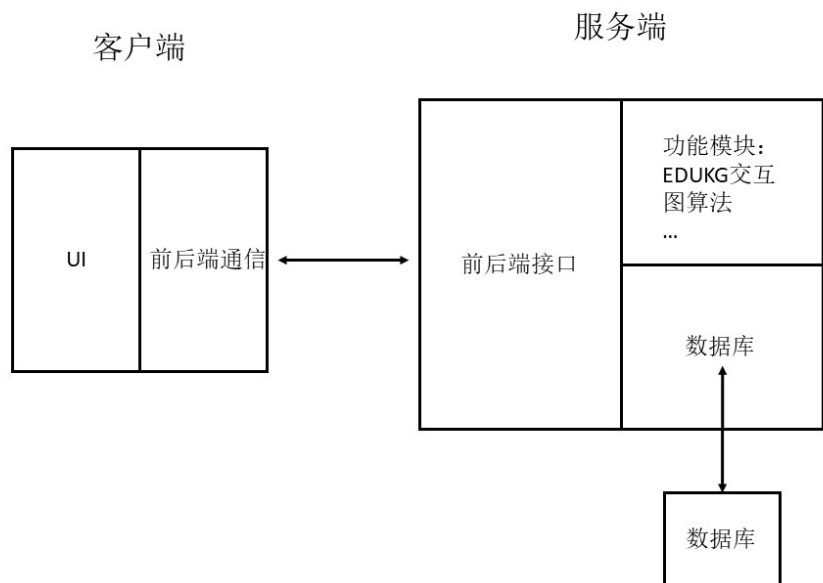 客户端
服务端
UI
前后端通信
前后端接口
功能模块：
EDUKG交互
图算法
...
数据库
数据库